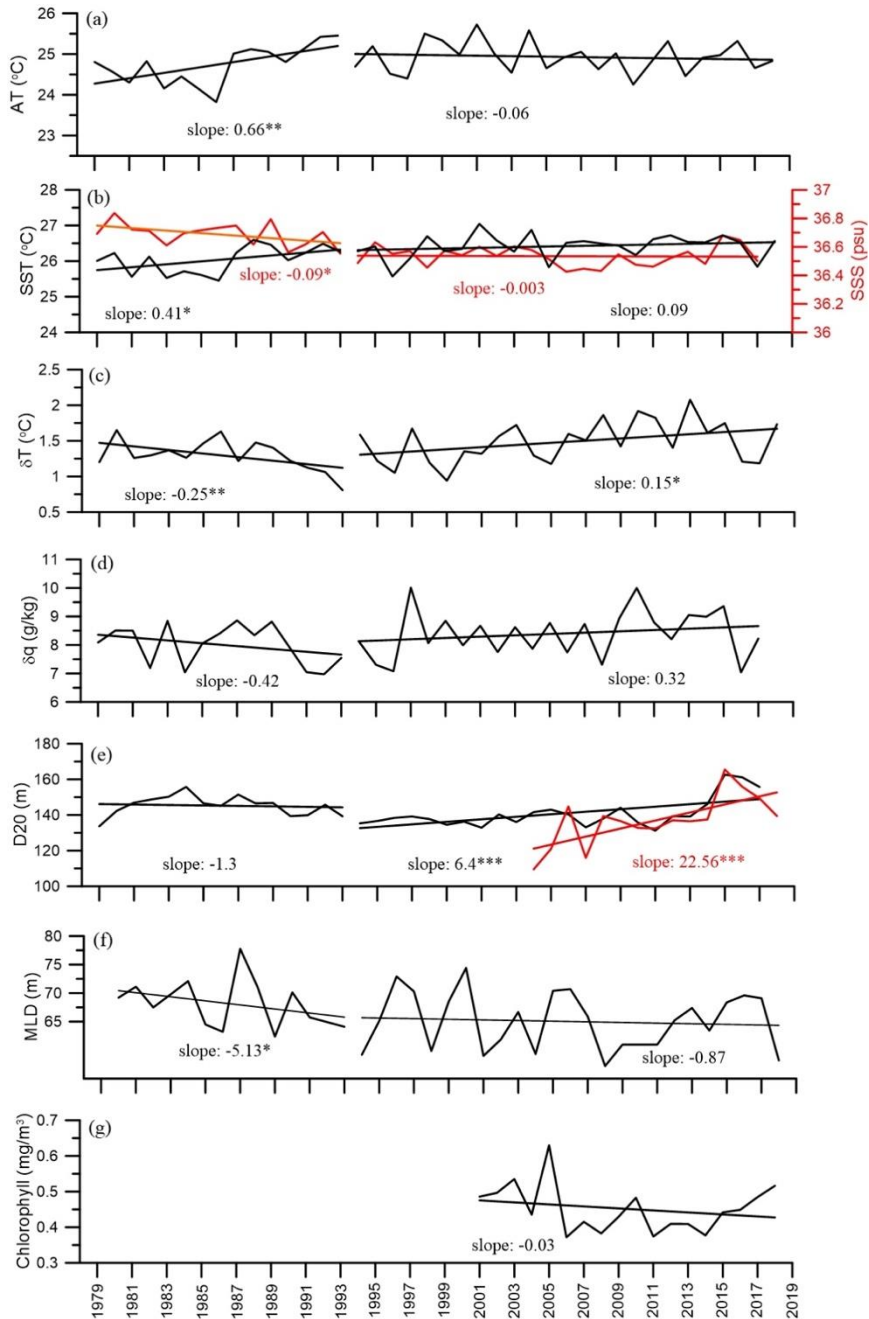 (a)
26
25
24
23
AT (°C)
slope: 0.66**
slope: -0.06
(b)
28
27
26
25
24
SST (°C)
37
36.8
36.6
36.4
36.2
36
SSS (psu)
slope: -0.09*
slope: -0.003
slope: 0.41*
slope: 0.09
(c)
2.5
2
1.5
1
0.5
δT (°C)
slope: -0.25**
slope: 0.15*
(d)
11
10
9
8
7
6
δq (g/kg)
slope: -0.42
slope: 0.32
(e)
180
160
140
120
100
D20 (m)
slope: -1.3
slope: 6.4***
slope: 22.56***
(f)
80
75
70
65
MLD (m)
slope: -5.13*
slope: -0.87
(g)
0.7
0.6
0.5
0.4
0.3
Chlorophyll (mg/m³)
slope: -0.03
1979
1981
1983
1985
1987
1989
1991
1993
1995
1997
1999
2001
2003
2005
2007
2009
2011
2013
2015
2017
2019